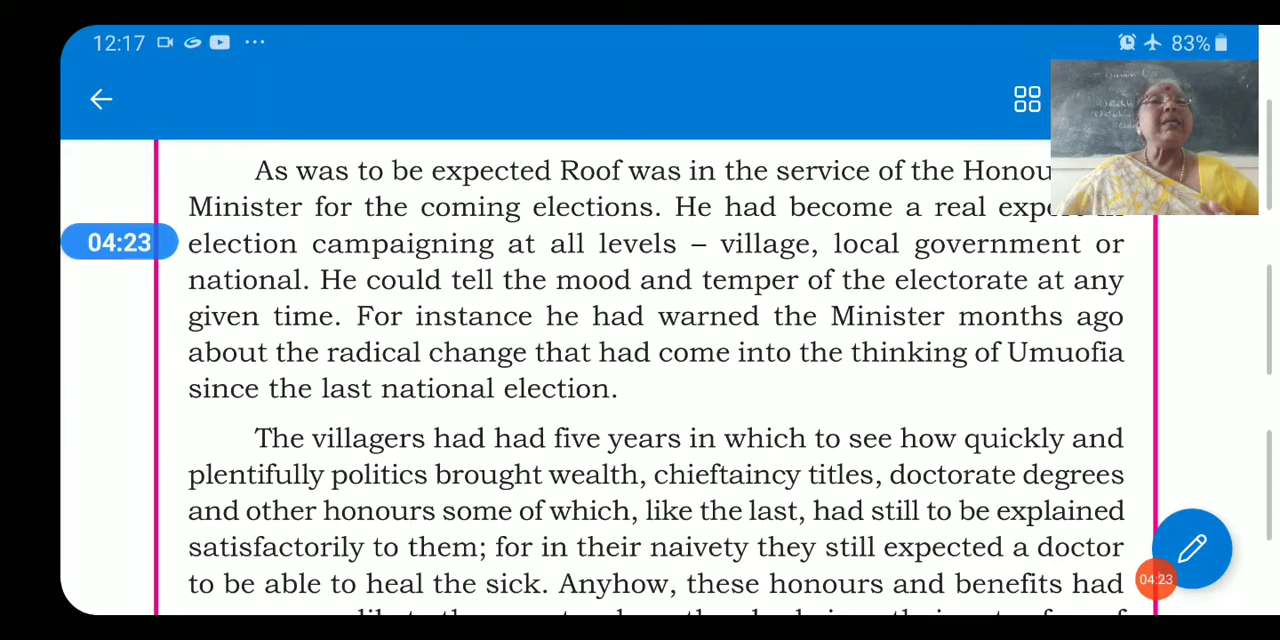 12:17
83%
As was to be expected Roof was in the service of the
Minister for the coming elections. He had become a real
04:23
election campaigning at all levels – village, local government or
national. He could tell the mood and temper of the electorate at any
given time. For instance he had warned the Minister months ago
about the radical change that had come into the thinking of Umuofia
since the last national election.
The villagers had had five years in which to see how quickly and
plentifully politics brought wealth, chieftaincy titles, doctorate degrees
and other honours some of which, like the last, had still to be explained
satisfactorily to them; for in their naivety they still expected a doctor
to be able to heal the sick. Anyhow, these honours and benefits had
04:23